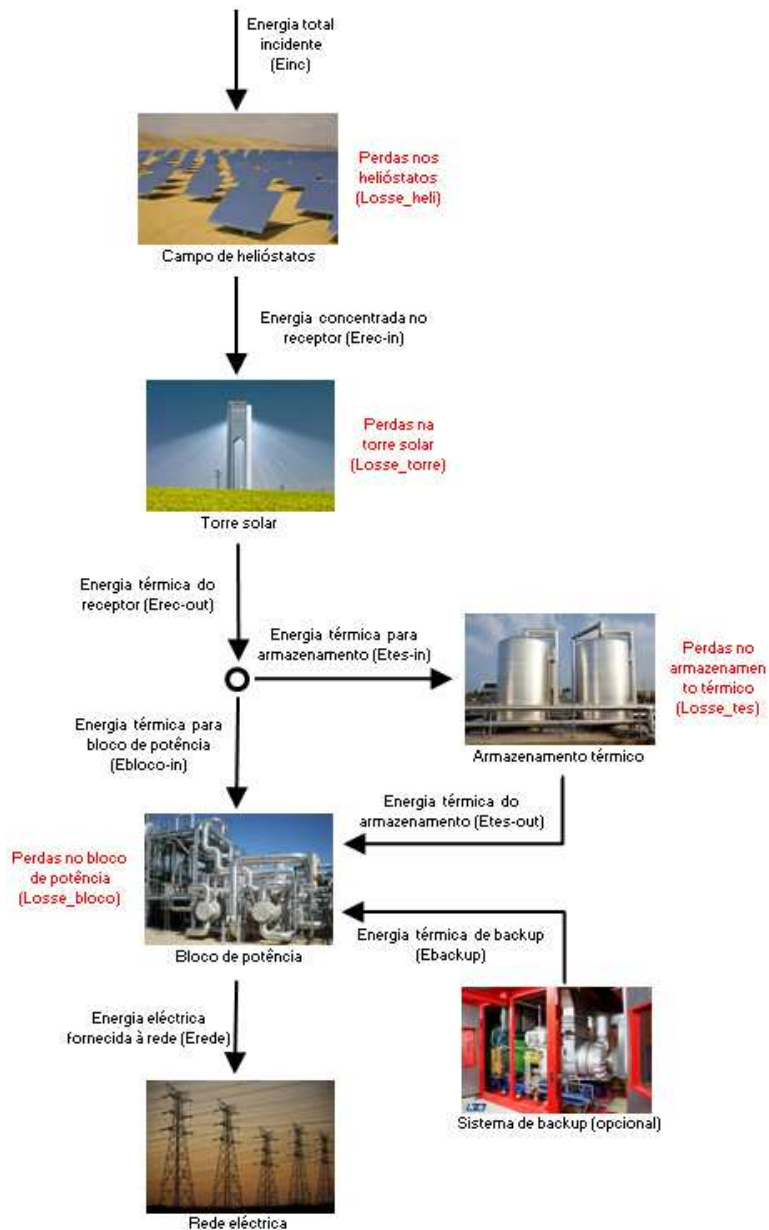 Energia total
incidente
(Einc)
Perdas nos
helióstatos
(Losse_heli)
Campo de helióstatos
Energia concentrada no
receptor (Erec-in)
Perdas na
torre solar
(Losse_torre)
Torre solar
Energia térmica do
receptor (Erec-out)
Energia térmica para
armazenamento (Etes-in)
Perdas no
armazenamen
to térmico
(Losse_tes)
Energia térmica para
bloco de potência
(Ebloco-in)
Armazenamento térmico
Energia térmica do
armazenamento (Etes-out)
Perdas no bloco
de potência
(Losse_bloco)
Energia térmica de backup
(Ebackup)
Bloco de potência
Energia eléctrica
fornecida à rede (Erede)
Sistema de backup (opcional)
Rede eléctrica